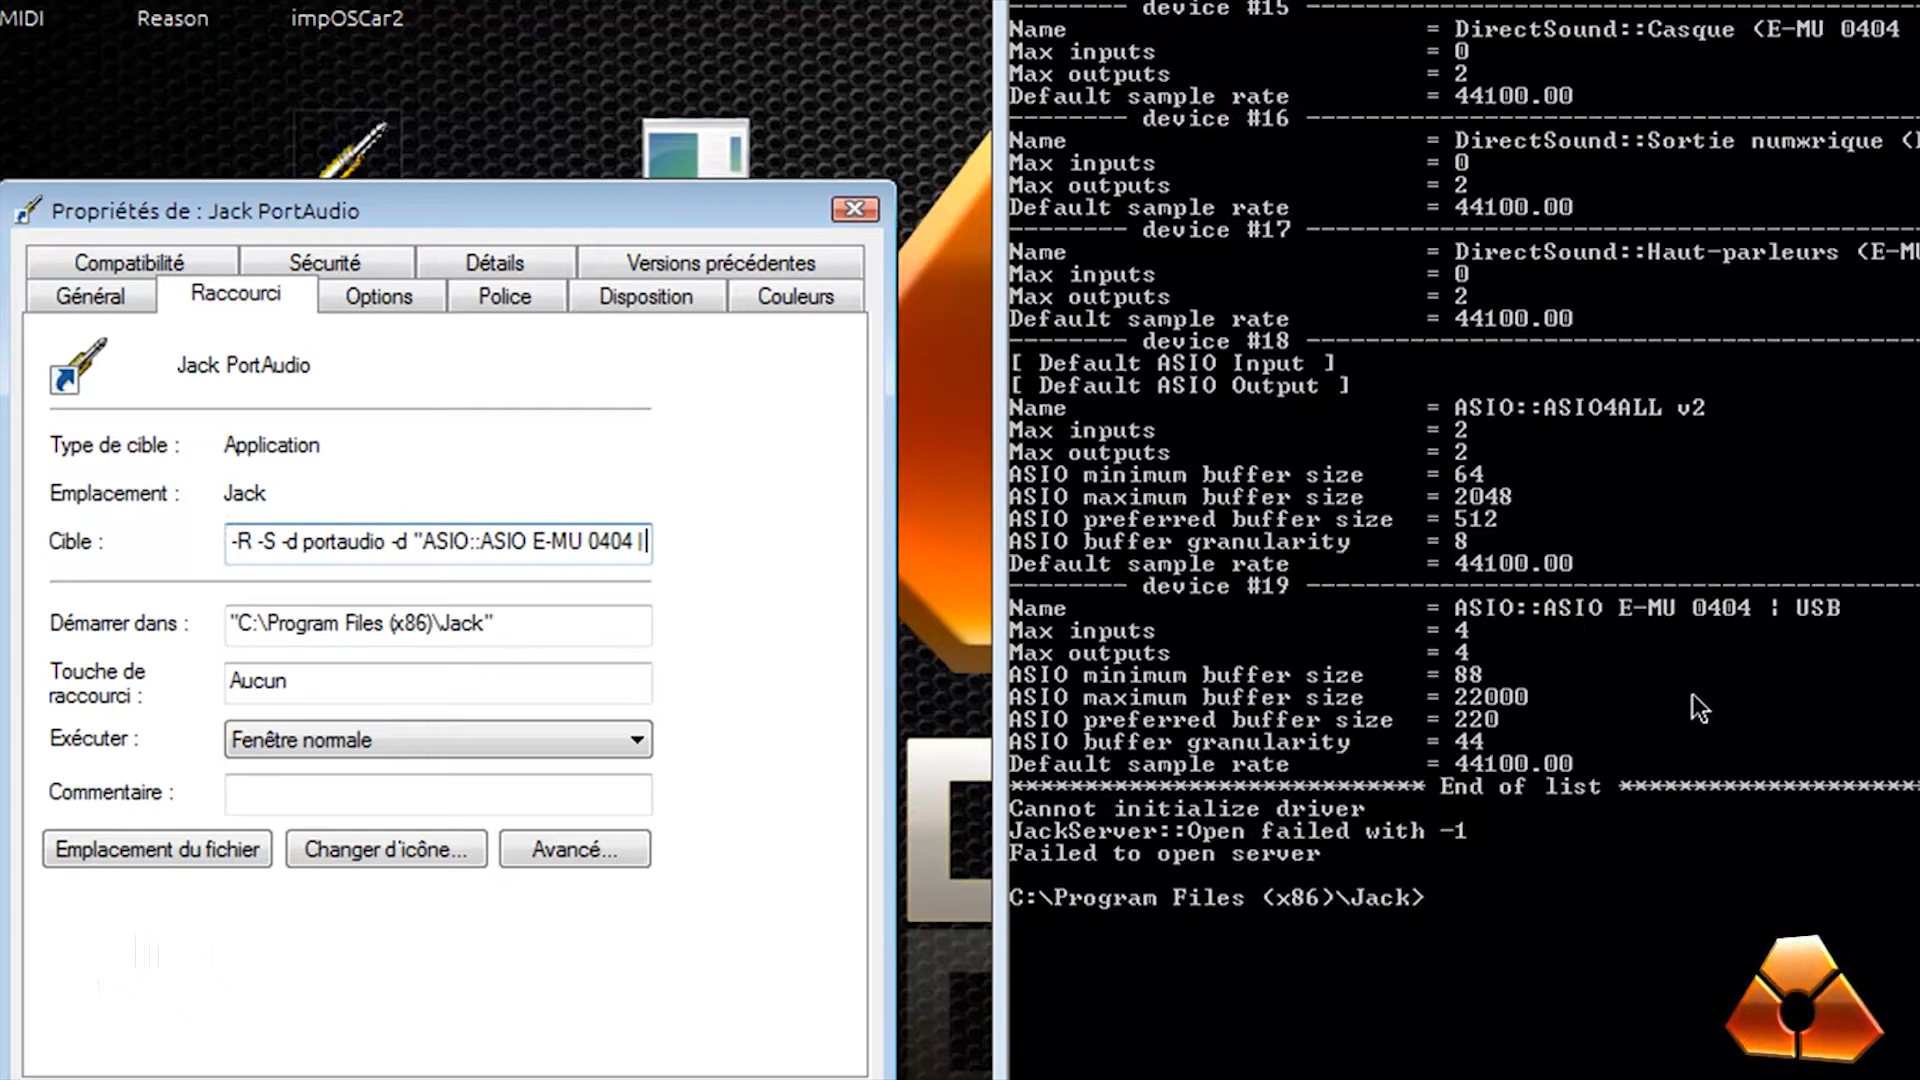 MIDI
Reason
impOSCar2
Propriétés de : Jack PortAudio
Compatibilité
Sécurité
Détails
Versions précédentes
Général
Raccourci
Options
Police
Disposition
Couleurs
Jack PortAudio
Type de cible : Application
Emplacement : Jack
Cible : -R -S -d portaudio -d "ASIO::ASIO E-MU 0404 |
Démarrer dans : "C:\Program Files (x86)\Jack"
Touche de
raccourci : Aucun
Exécuter : Fenêtre normale
Commentaire :
Emplacement du fichier
Changer d'icône...
Avancé...
-------- device #15
Name = DirectSound::Casque (E-MU 0404
Max inputs = 0
Max outputs = 2
Default sample rate = 44100.00
-------- device #16 ----------------------------------------
Name = DirectSound::Sortie numжrique (
Max inputs = 0
Max outputs = 2
Default sample rate = 44100.00
-------- device #17 ----------------------------------------
Name = DirectSound::Haut-parleurs (E-MU
Max inputs = 0
Max outputs = 2
Default sample rate = 44100.00
-------- device #18 ----------------------------------------
[ Default ASIO Input ]
[ Default ASIO Output ]
Name = ASIO::ASIO4ALL v2
Max inputs = 2
Max outputs = 2
ASIO minimum buffer size = 64
ASIO maximum buffer size = 2048
ASIO preferred buffer size = 512
ASIO buffer granularity = 8
Default sample rate = 44100.00
-------- device #19 ----------------------------------------
Name = ASIO::ASIO E-MU 0404 | USB
Max inputs = 4
Max outputs = 4
ASIO minimum buffer size = 88
ASIO maximum buffer size = 22000
ASIO preferred buffer size = 220
ASIO buffer granularity = 44
Default sample rate = 44100.00
**************************** End of list *********************
Cannot initialize driver
JackServer::Open failed with -1
Failed to open server
C:\Program Files (x86)\Jack>